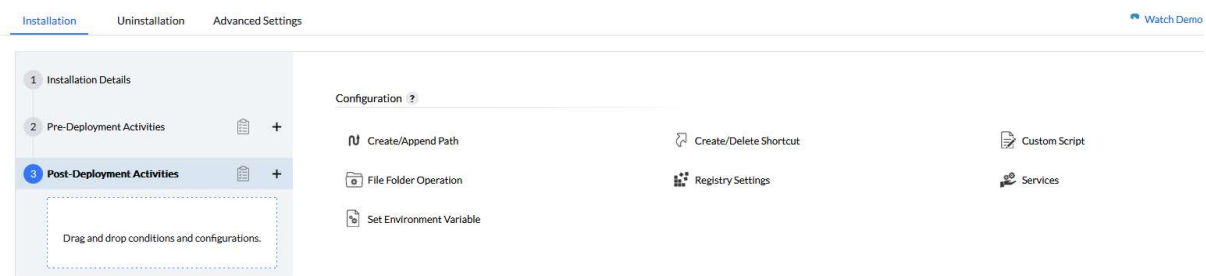 Installation Uninstallation Advanced Settings Watch Demo
1 Installation Details
Configuration ?
2 Pre-Deployment Activities +
Create/Append Path Create/Delete Shortcut Custom Script
3 Post-Deployment Activities +
File Folder Operation Registry Settings Services
Set Environment Variable
Drag and drop conditions and configurations.